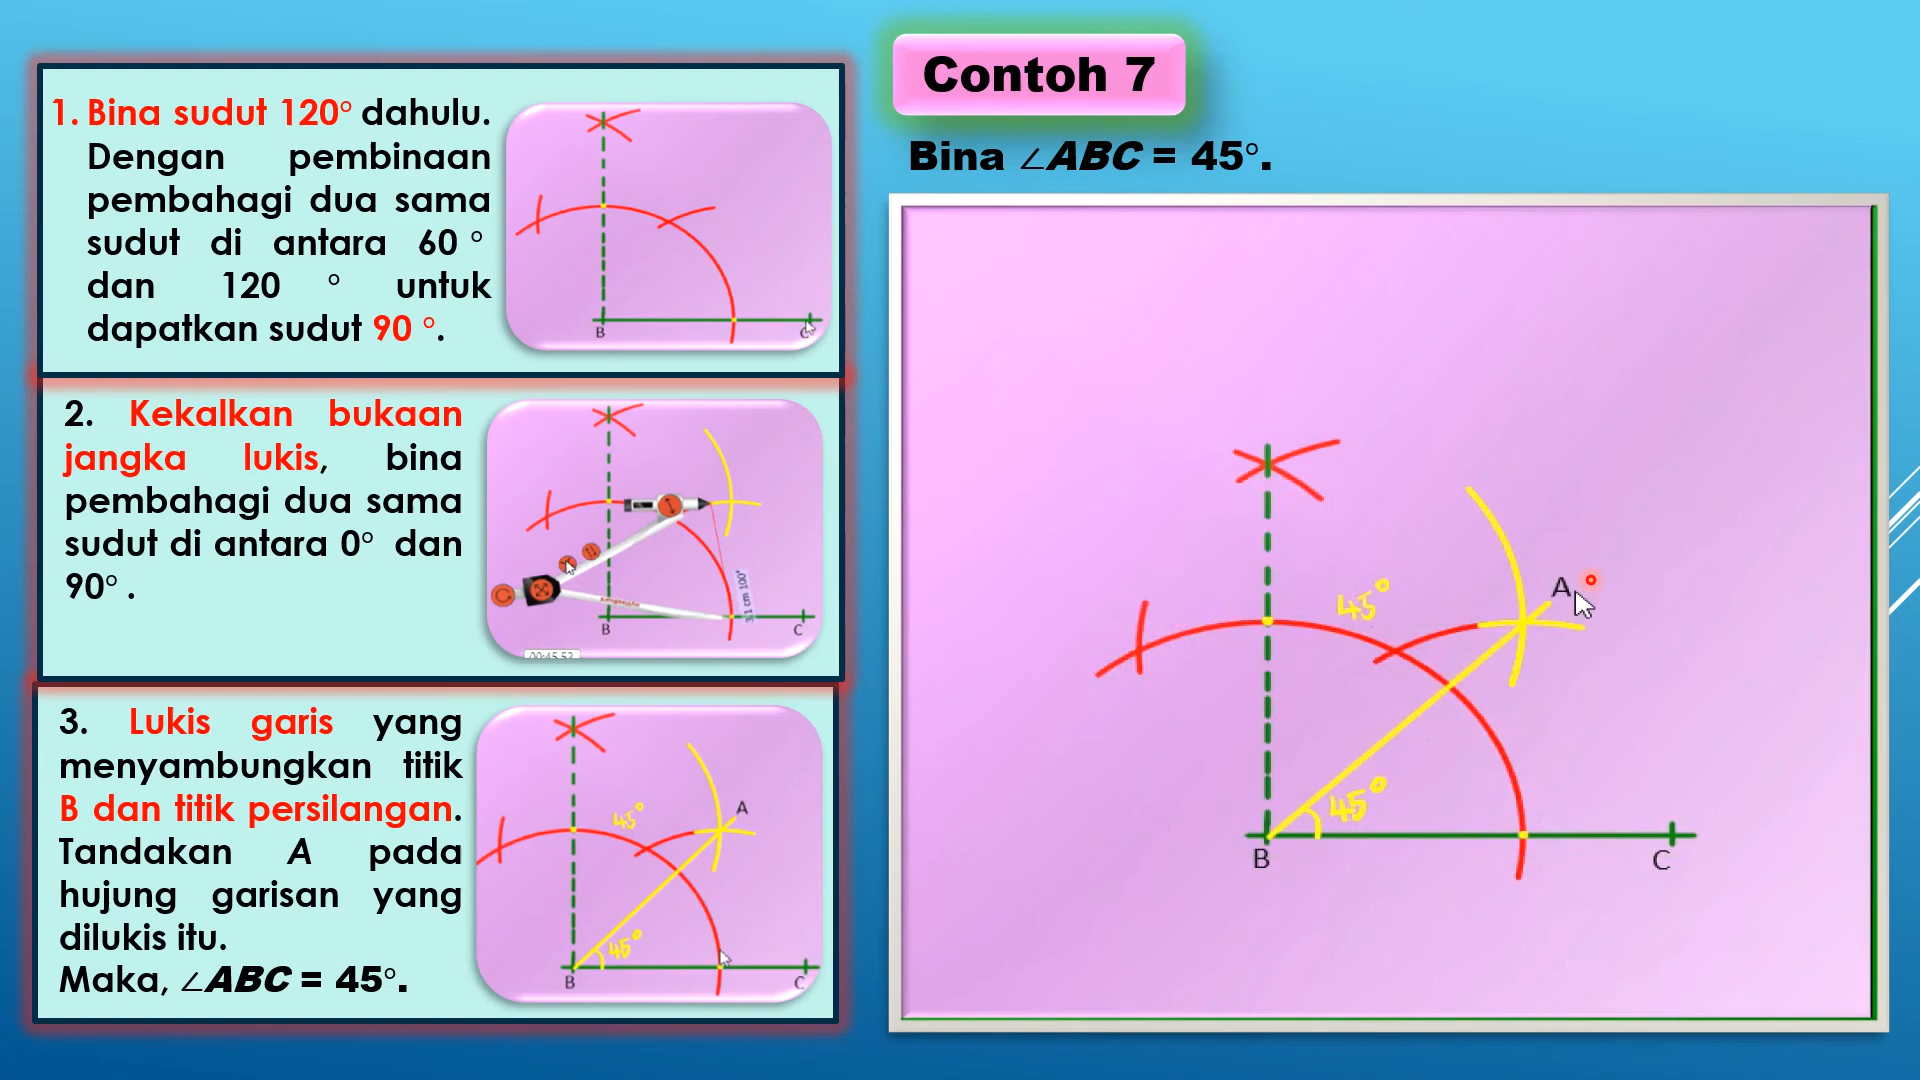 Contoh 7
Bina ∠ABC = 45°.
1. Bina sudut 120° dahulu.
Dengan pembinaan
pembahagi dua sama
sudut di antara 60 °
dan 120 ° untuk
dapatkan sudut 90 °.
B
C
2. Kekalkan bukaan
jangka lukis, bina
pembahagi dua sama
sudut di antara 0° dan
90° .
B
C
00:45.52
3. Lukis garis yang
menyambungkan titik
B dan titik persilangan.
Tandakan A pada
hujung garisan yang
dilukis itu.
Maka, ∠ABC = 45°.
45°
A
45°
B
C
45°
A
45°
B
C